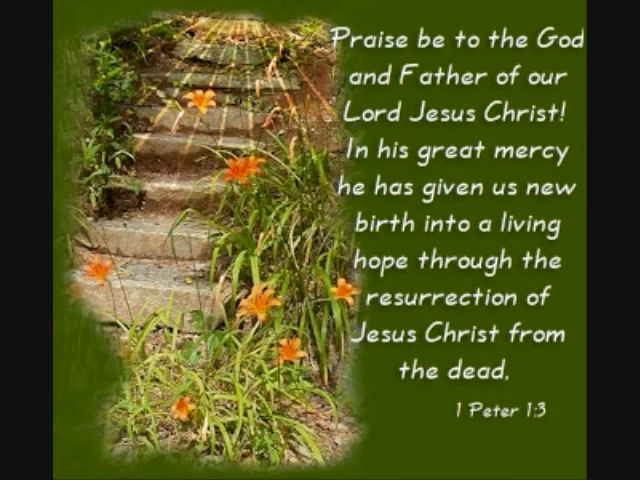 Praise be to the God
and Father of our
Lord Jesus Christ!
In his great mercy
he has given us new
birth into a living
hope through the
resurrection of
Jesus Christ from
the dead.
1 Peter 1:3